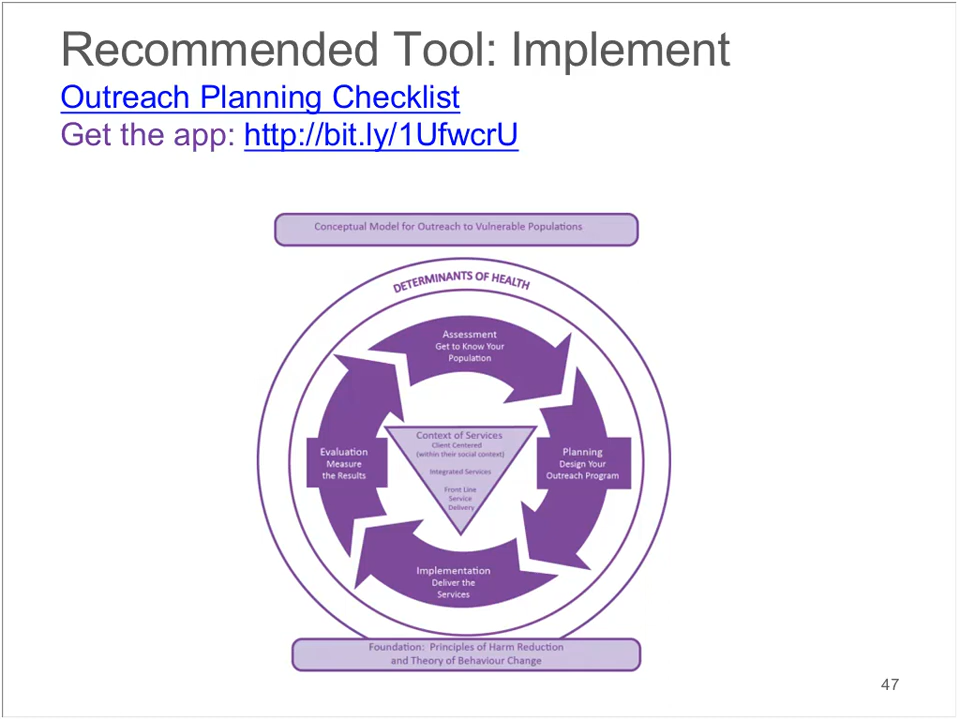 Recommended Tool: Implement
Outreach Planning Checklist
Get the app: http://bit.ly/1UfwcrU
Conceptual Model for Outreach to Vulnerable Populations
DETERMINANTS OF HEALTH
Assessment
Get to Know Your
Population
Context of Services
Client Centered
(within their social context)
Integrated Services
Front Line
Service
Delivery
Evaluation
Measure
the Results
Planning
Design Your
Outreach Program
Implementation
Deliver the
Services
Foundation: Principles of Harm Reduction
and Theory of Behaviour Change
47